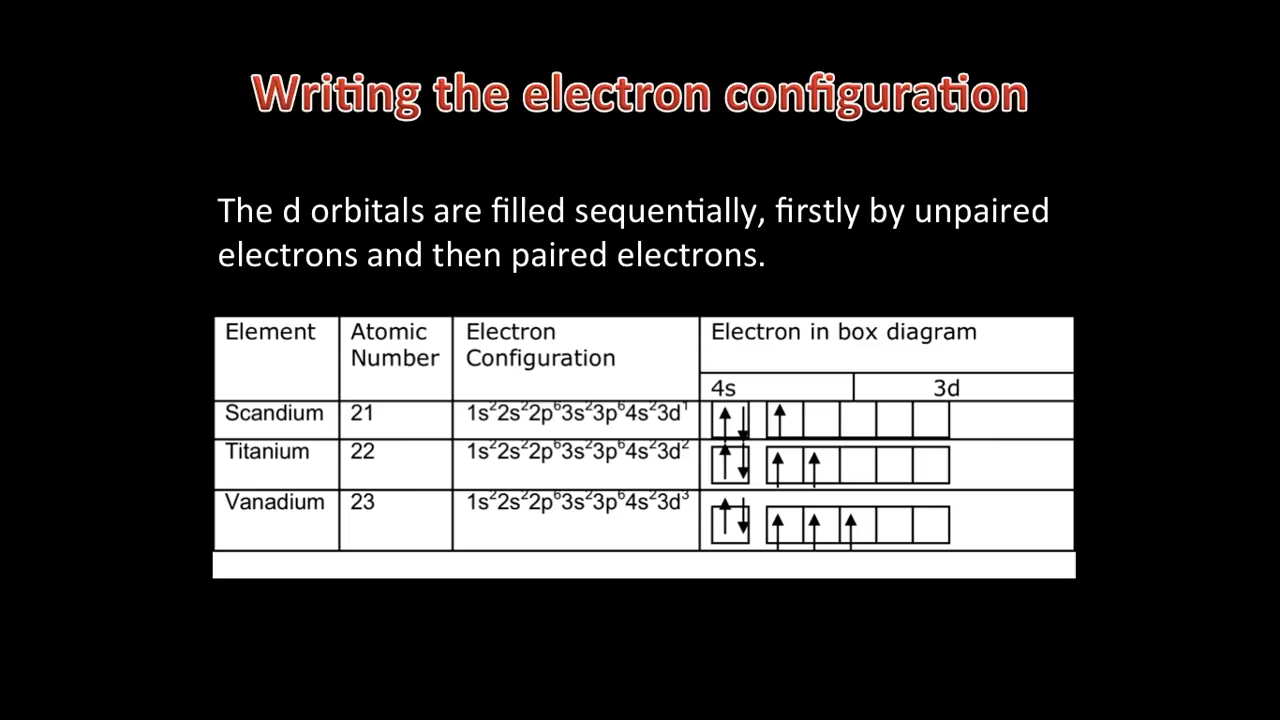 Writing the electron configuration
The d orbitals are filled sequentially, firstly by unpaired
electrons and then paired electrons.
Element Atomic Number Electron Configuration Electron in box diagram
4s 3d
Scandium 21 1s²2s²2p⁶3s²3p⁶4s²3d¹
Titanium 22 1s²2s²2p⁶3s²3p⁶4s²3d²
Vanadium 23 1s²2s²2p⁶3s²3p⁶4s²3d³